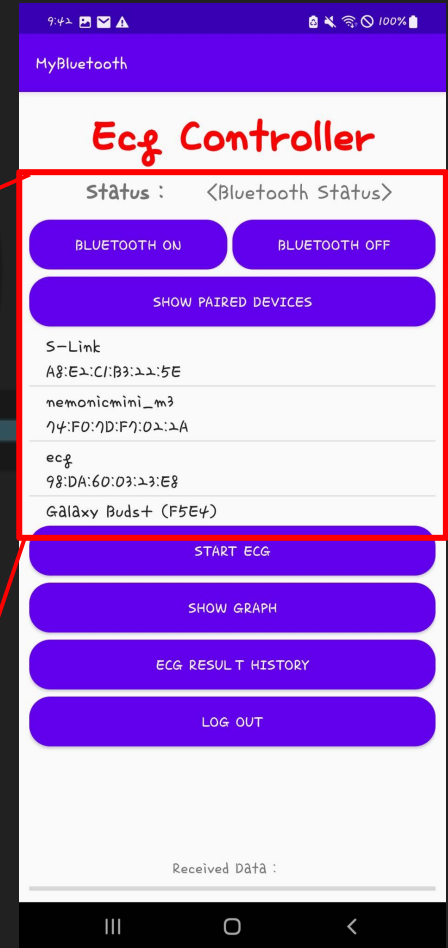 9:42 100%
MyBluetooth
Ecg Controller
Status : <Bluetooth Status>
BLUETOOTH ON BLUETOOTH OFF
SHOW PAIRED DEVICES
S-Link
A8:E2:C1:B3:22:5E
nemonicmini_m3
74:F0:7D:F7:02:2A
ecg
98:DA:60:03:23:E8
Galaxy Buds+ (F5E4)
START ECG
SHOW GRAPH
ECG RESULT HISTORY
LOG OUT
Received Data :